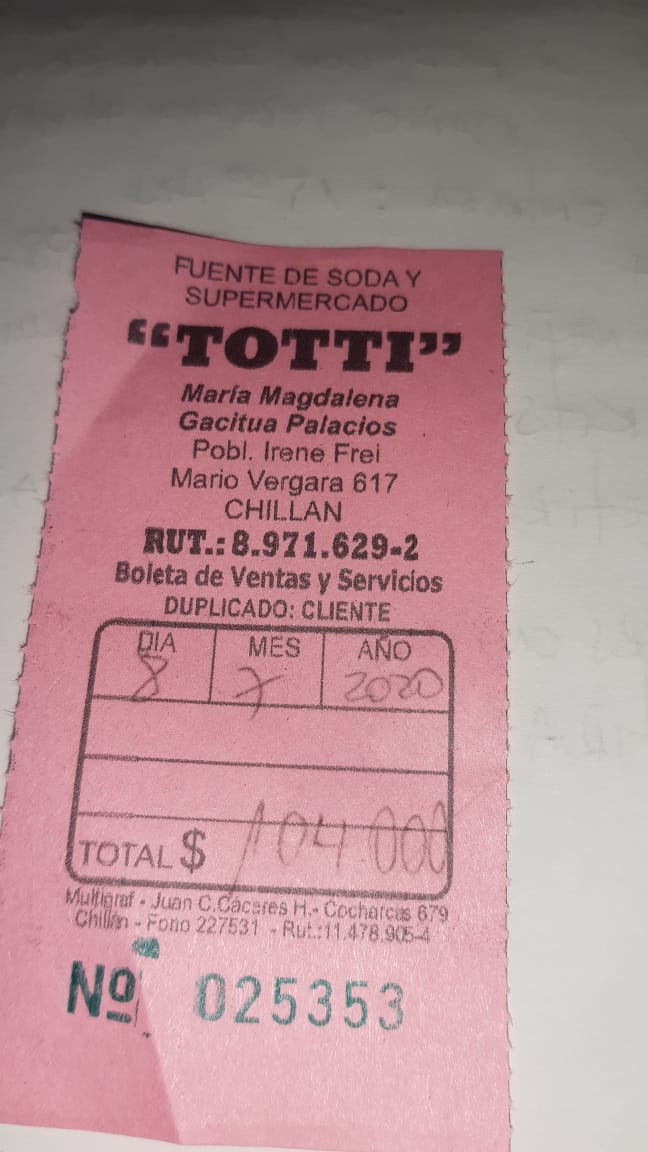 FUENTE DE SODA Y
SUPERMERCADO
“TOTTI”
María Magdalena
Gacitua Palacios
Pobl. Irene Frei
Mario Vergara 617
CHILLAN
RUT.: 8.971.629-2
Boleta de Ventas y Servicios
DUPLICADO: CLIENTE
DIA MES AÑO
8 7 2020
TOTAL $ 104.000
Multigraf - Juan C.Cáceres H.- Cocharcas 679
Chillán - Fono 227531 - Rut.:11.478.905-4
Nº 025353